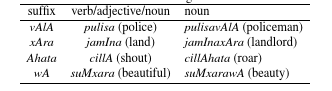 suffix verb/adjective/noun noun
vAlA pulisa (police) pulisavAlA (policeman)
xAra jamIna (land) jamInaxAra (landlord)
Ahata cillA (shout) cillAhata (roar)
wA suMxara (beautiful) suMxarawA (beauty)